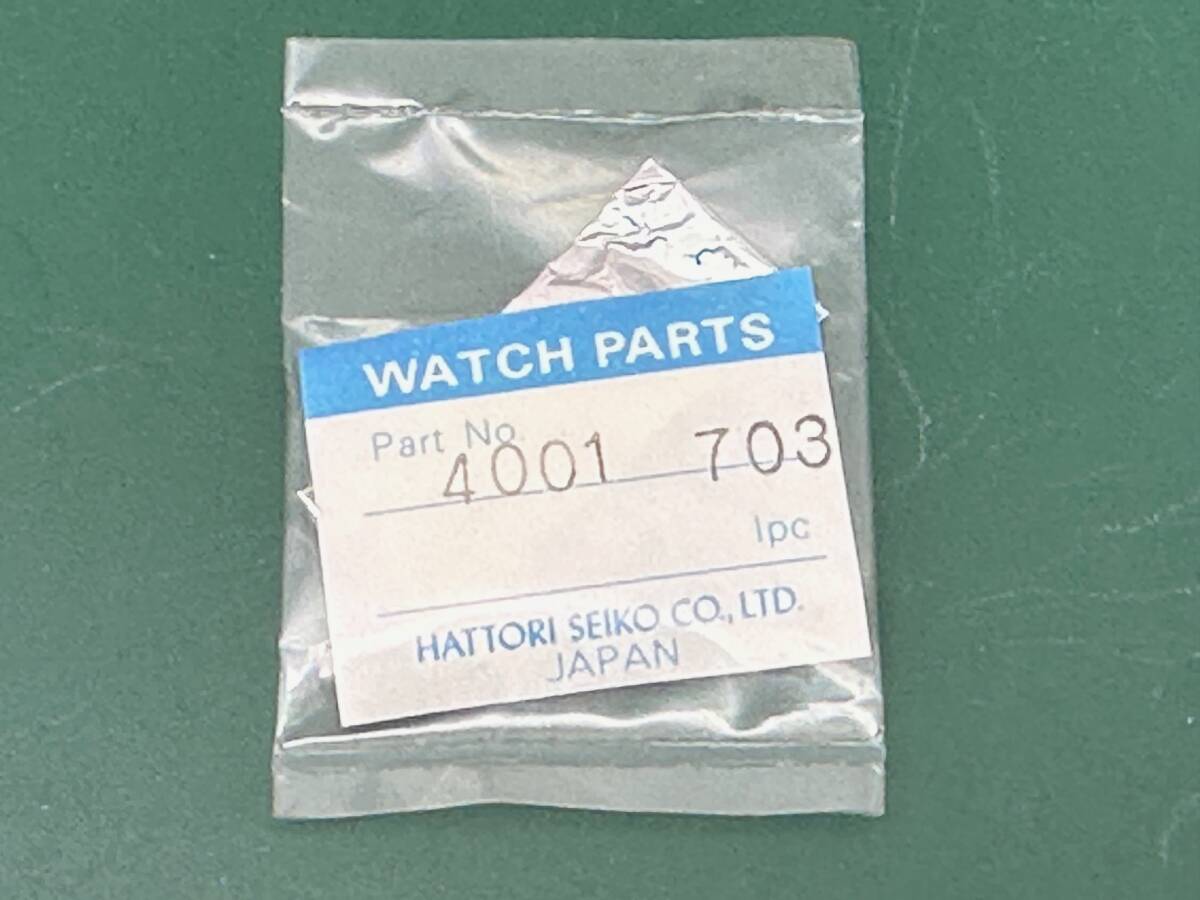 WATCH PARTS
Part No.
4001 703
1pc
HATTORI SEIKO CO., LTD.
JAPAN